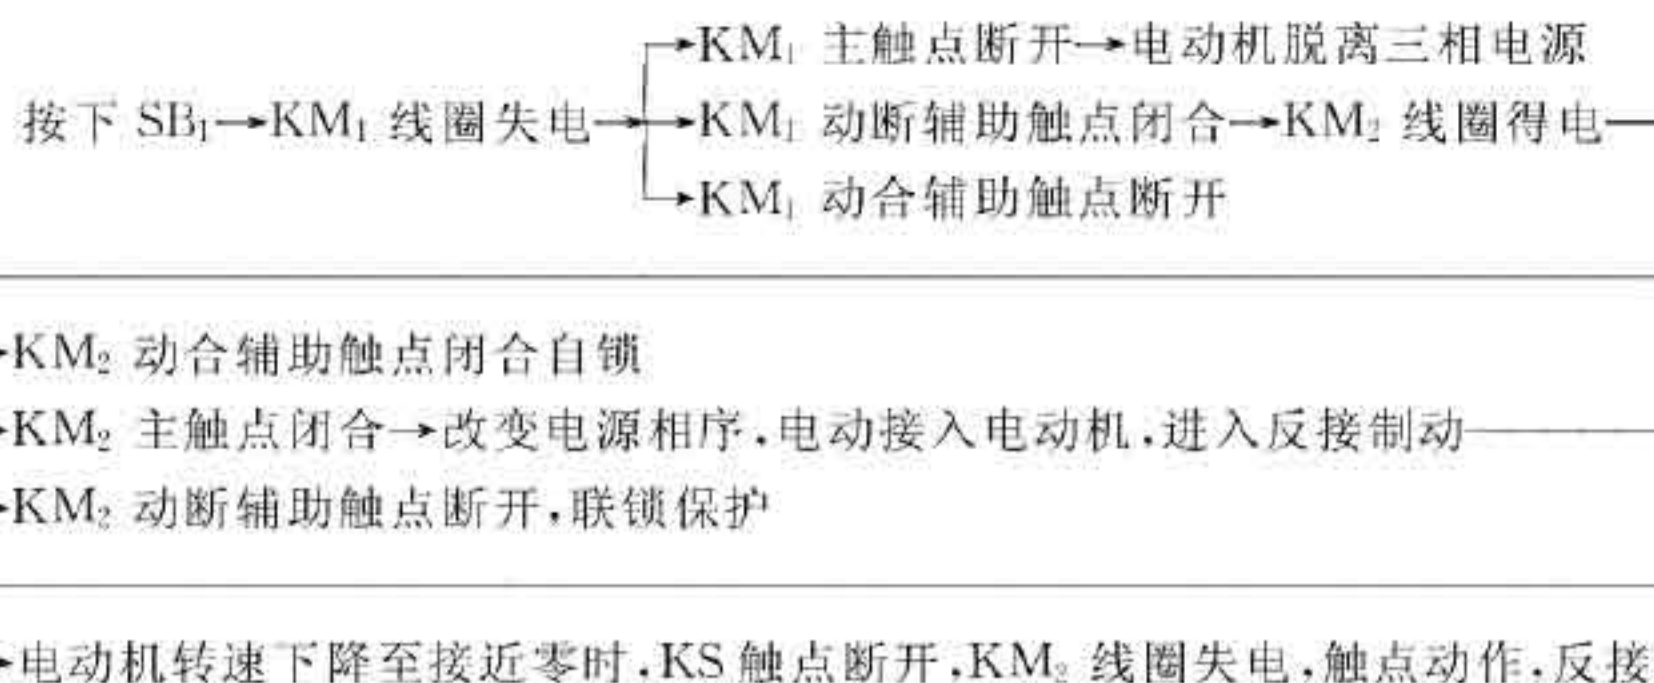 →KM₁ 主触点断开→电动机脱离三相电源
按下 SB₁→KM₁ 线圈失电→→KM₁ 动断辅助触点闭合→KM₂ 线圈得电—
→KM₁ 动合辅助触点断开
→KM₂ 动合辅助触点闭合自锁
→KM₂ 主触点闭合→改变电源相序,电动接入电动机,进入反接制动—
→KM₂ 动断辅助触点断开,联锁保护
→电动机转速下降至接近零时,KS 触点断开,KM₂ 线圈失电,触点动作,反接